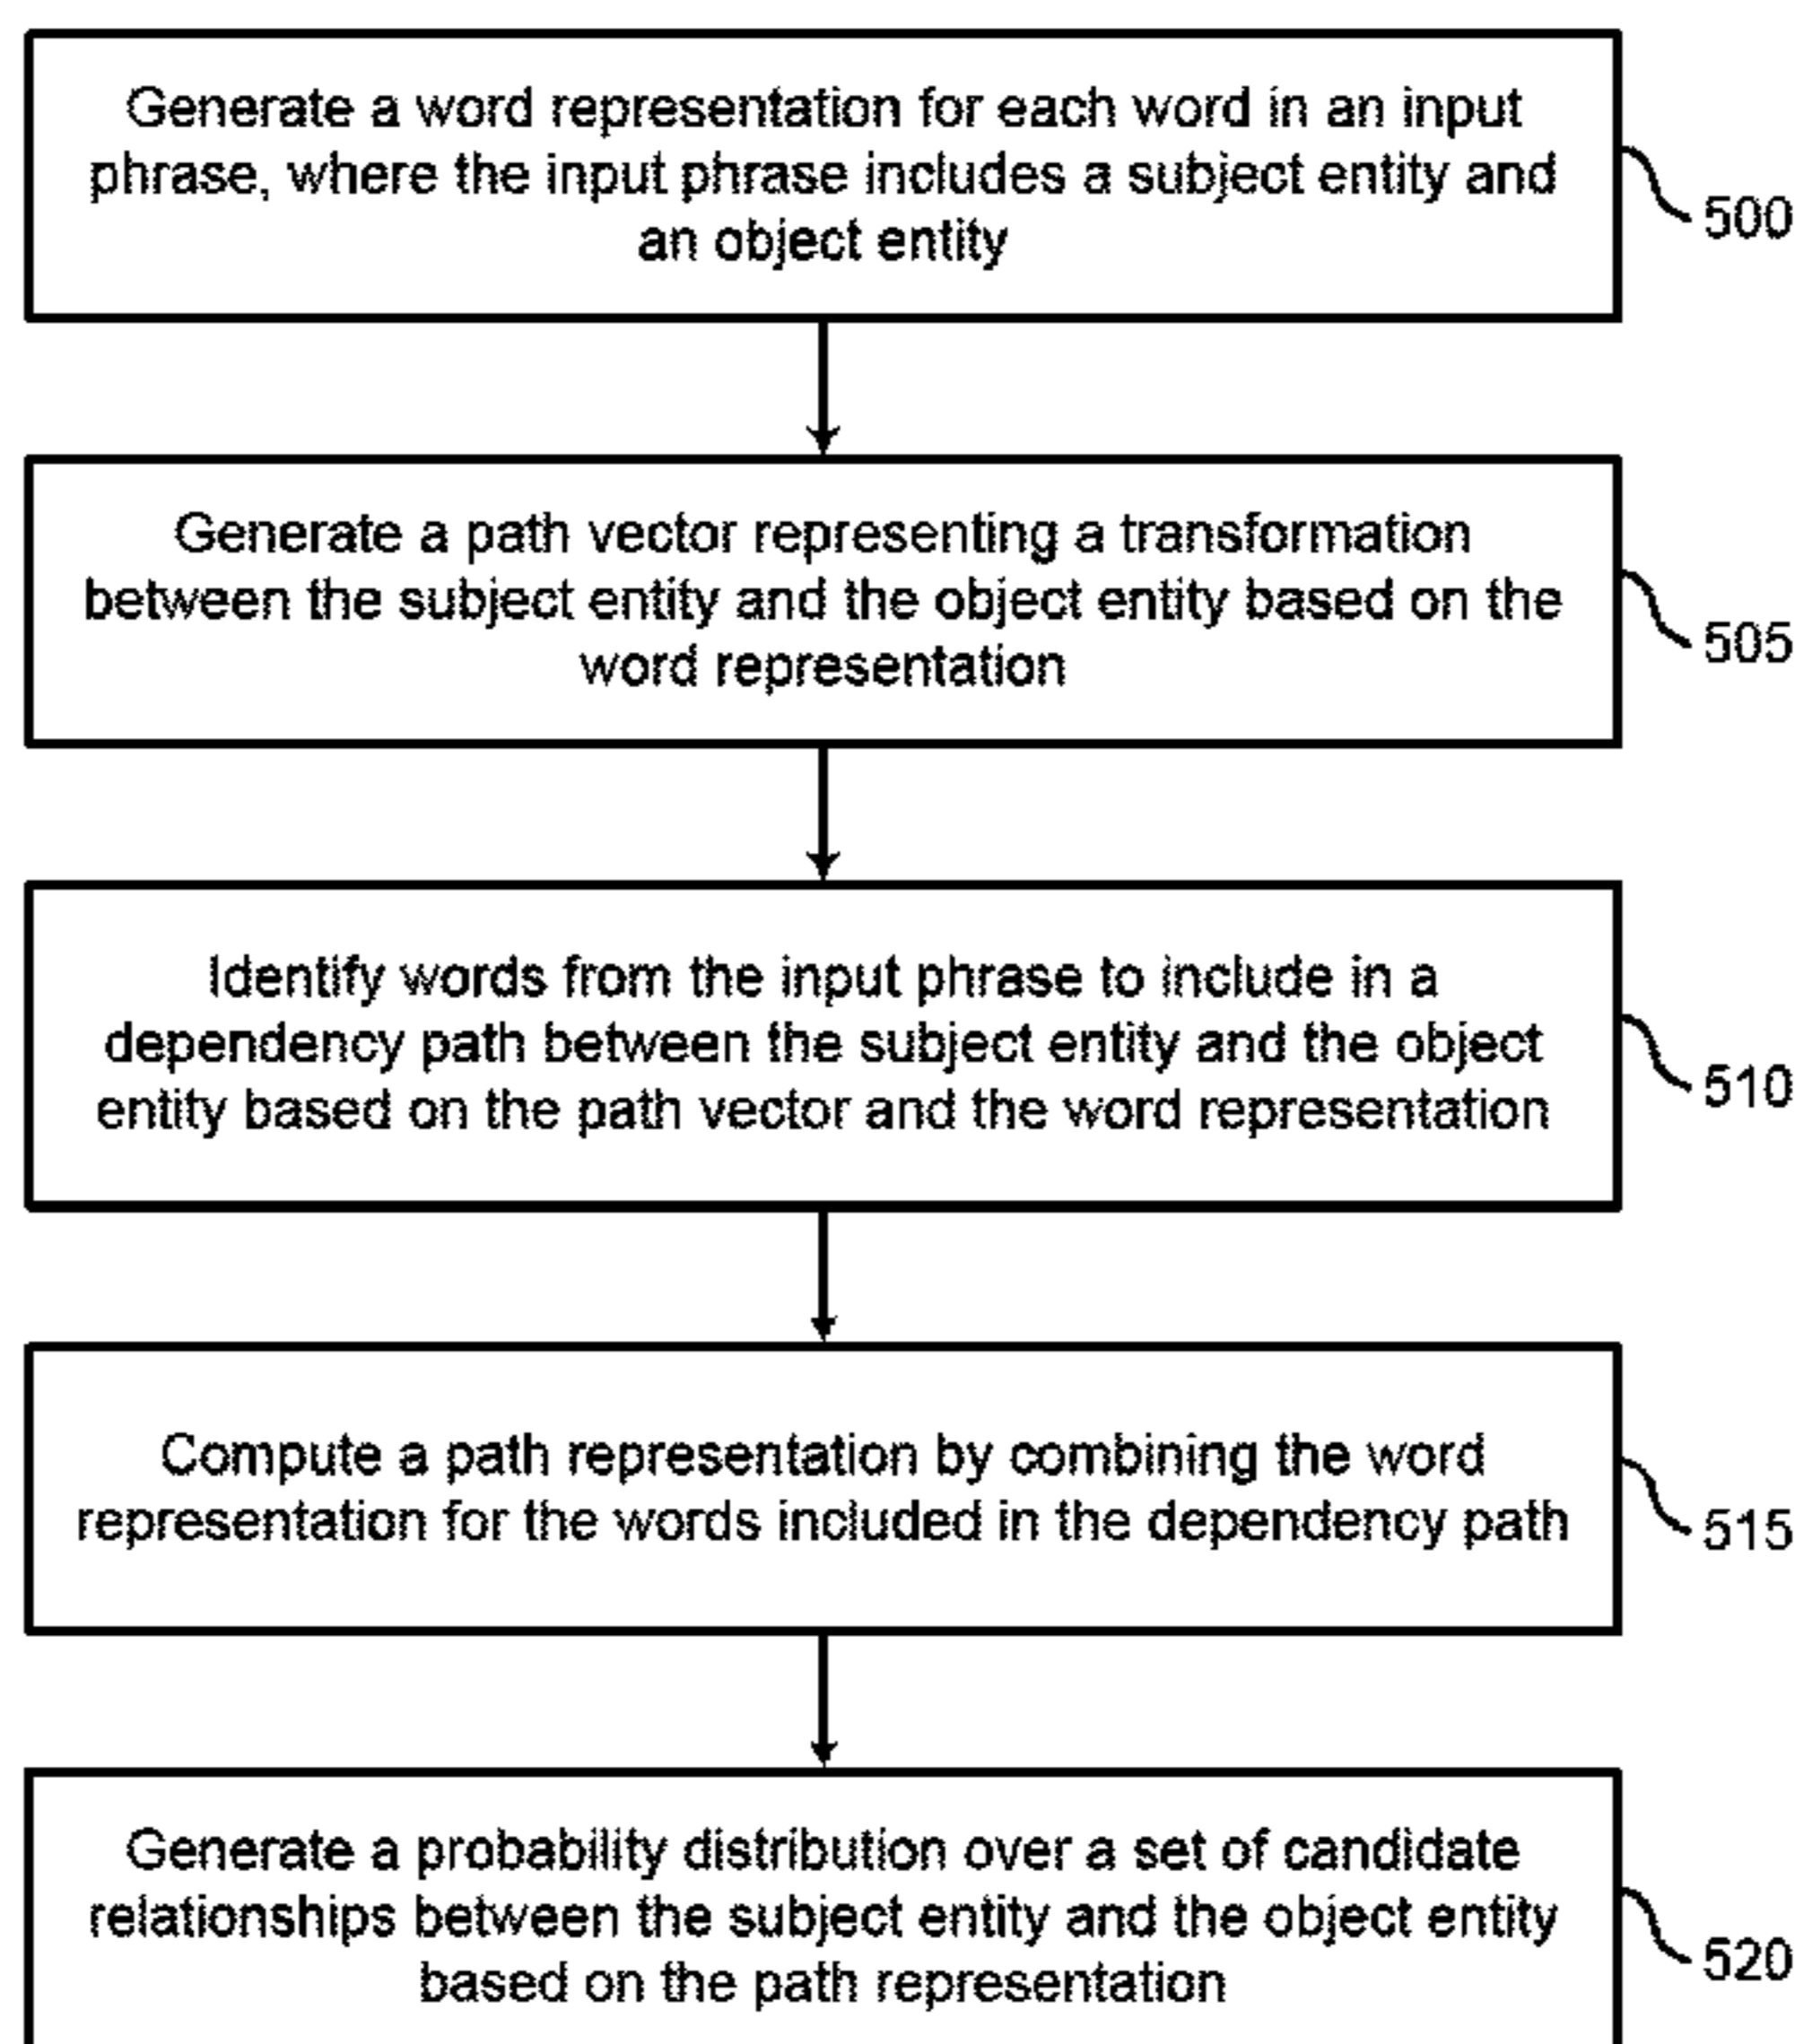 Generate a word representation for each word in an input
phrase, where the input phrase includes a subject entity and
an object entity
500
Generate a path vector representing a transformation
between the subject entity and the object entity based on the
word representation
505
Identify words from the input phrase to include in a
dependency path between the subject entity and the object
entity based on the path vector and the word representation
510
Compute a path representation by combining the word
representation for the words included in the dependency path
515
Generate a probability distribution over a set of candidate
relationships between the subject entity and the object entity
based on the path representation
520